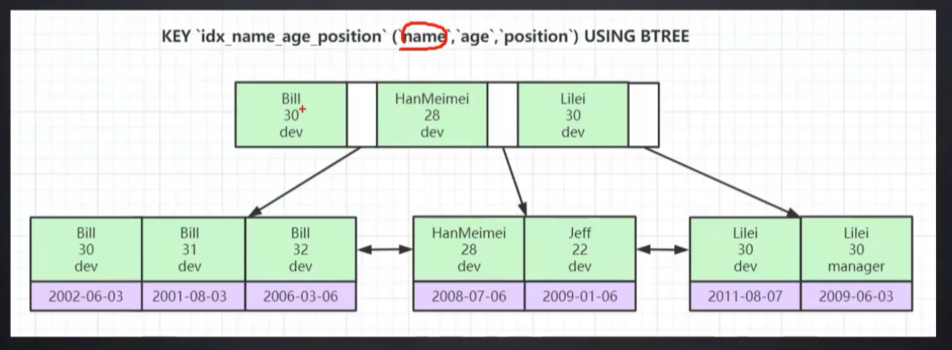 KEY `idx_name_age_position` (`name`,`age`,`position`) USING BTREE
Bill
30
dev
HanMeimei
28
dev
Lilei
30
dev
Bill
30
dev
2002-06-03
Bill
31
dev
2001-08-03
Bill
32
dev
2006-03-06
HanMeimei
28
dev
2008-07-06
Jeff
22
dev
2009-01-06
Lilei
30
dev
2011-08-07
Lilei
30
manager
2009-06-03